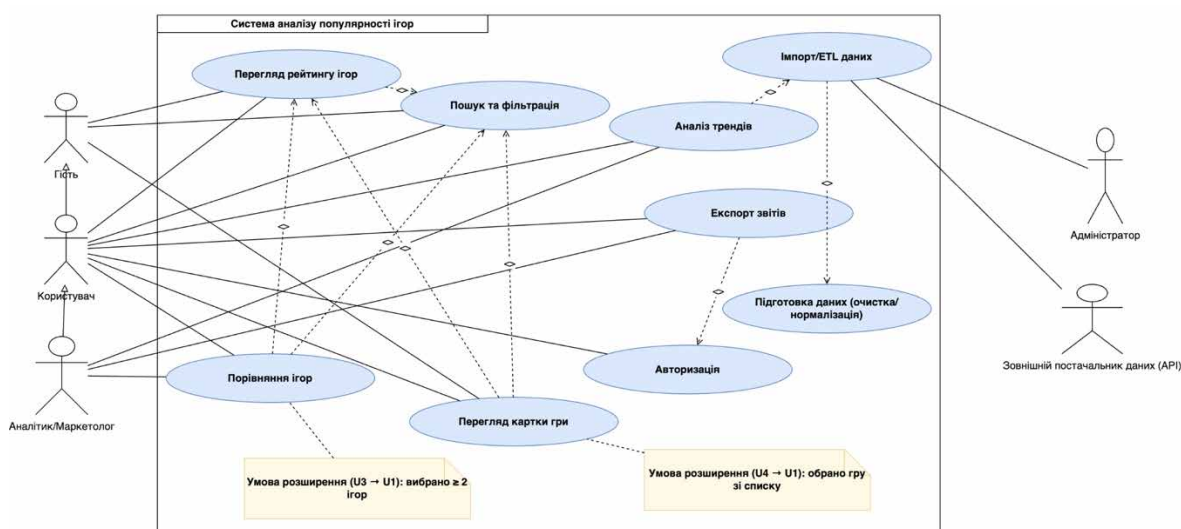 Система аналізу популярності ігор
Перегляд рейтингу ігор
Імпорт/ETL даних
Пошук та фільтрація
Аналіз трендів
Гість
Експорт звітів
Адміністратор
Користувач
Підготовка даних (очистка/
нормалізація)
Зовнішній постачальник даних (API)
Авторизація
Порівняння ігор
Аналітик/Маркетолог
Перегляд картки гри
Умова розширення (U3 → U1): вибрано ≥ 2
ігор
Умова розширення (U4 → U1): обрано гру
зі списку